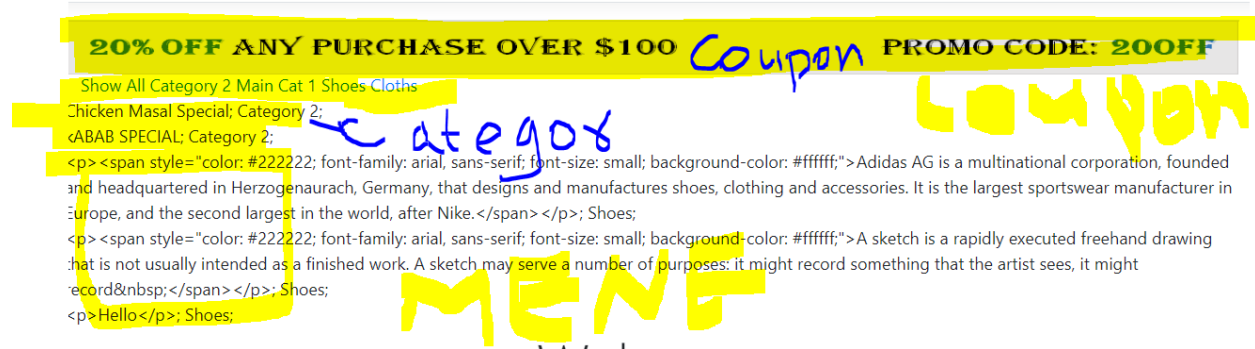 20% OFF ANY PURCHASE OVER $100 Coupon PROMO CODE: 20OFF
Show All Category 2 Main Cat 1 Shoes Cloths
Coupon
Chicken Masal Special; Category 2;
Categor
kABAB SPECIAL; Category 2;
<p><span style="color: #222222; font-family: arial, sans-serif; font-size: small; background-color: #ffffff;">Adidas AG is a multinational corporation, founded
and headquartered in Herzogenaurach, Germany, that designs and manufactures shoes, clothing and accessories. It is the largest sportswear manufacturer in
Europe, and the second largest in the world, after Nike.</span></p>; Shoes;
<p><span style="color: #222222; font-family: arial, sans-serif; font-size: small; background-color: #ffffff;">A sketch is a rapidly executed freehand drawing
that is not usually intended as a finished work. A sketch may serve a number of purposes: it might record something that the artist sees, it might
record&nbsp;</span></p>; Shoes;
MENF
<p>Hello</p>; Shoes;